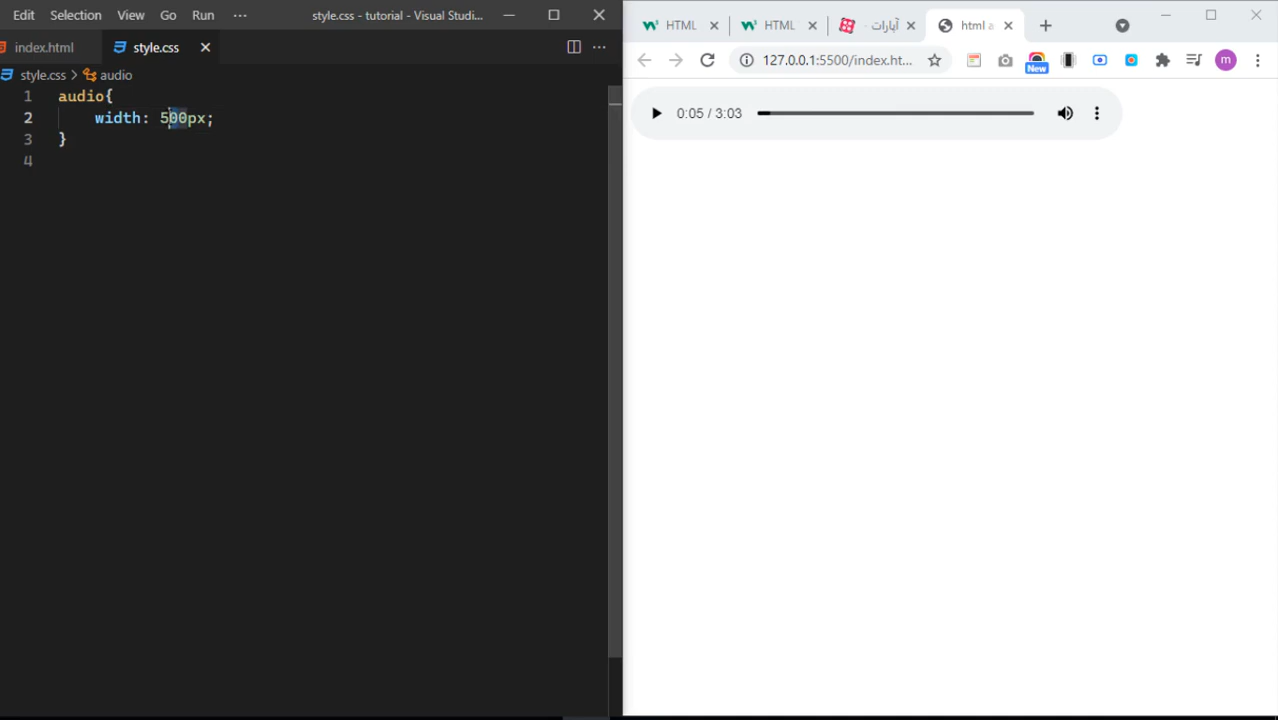 Edit Selection View Go Run ··· style.css - tutorial - Visual Studi...
index.html style.css
style.css > audio
1 audio{
2 width: 500px;
3 }
4
HTML HTML آپارات - html a
127.0.0.1:5500/index.ht...
New
m
0:05 / 3:03